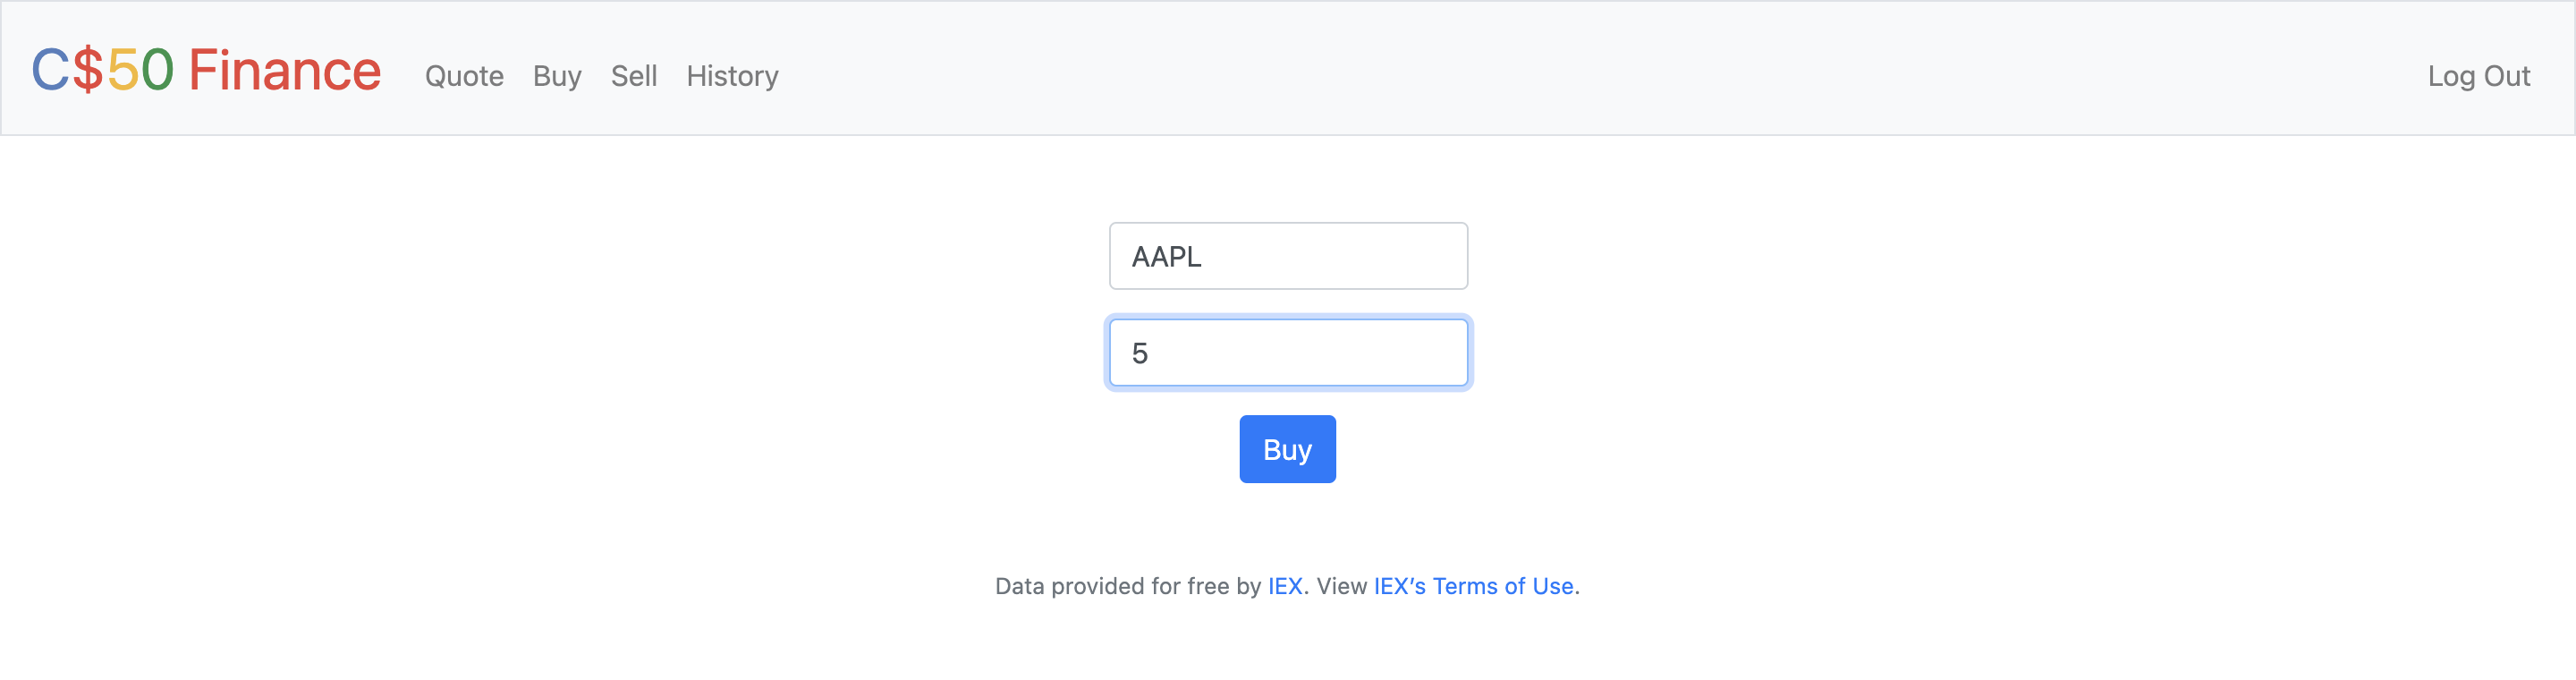 C$50 Finance Quote Buy Sell History Log Out
AAPL
5
Buy
Data provided for free by IEX. View IEX’s Terms of Use.